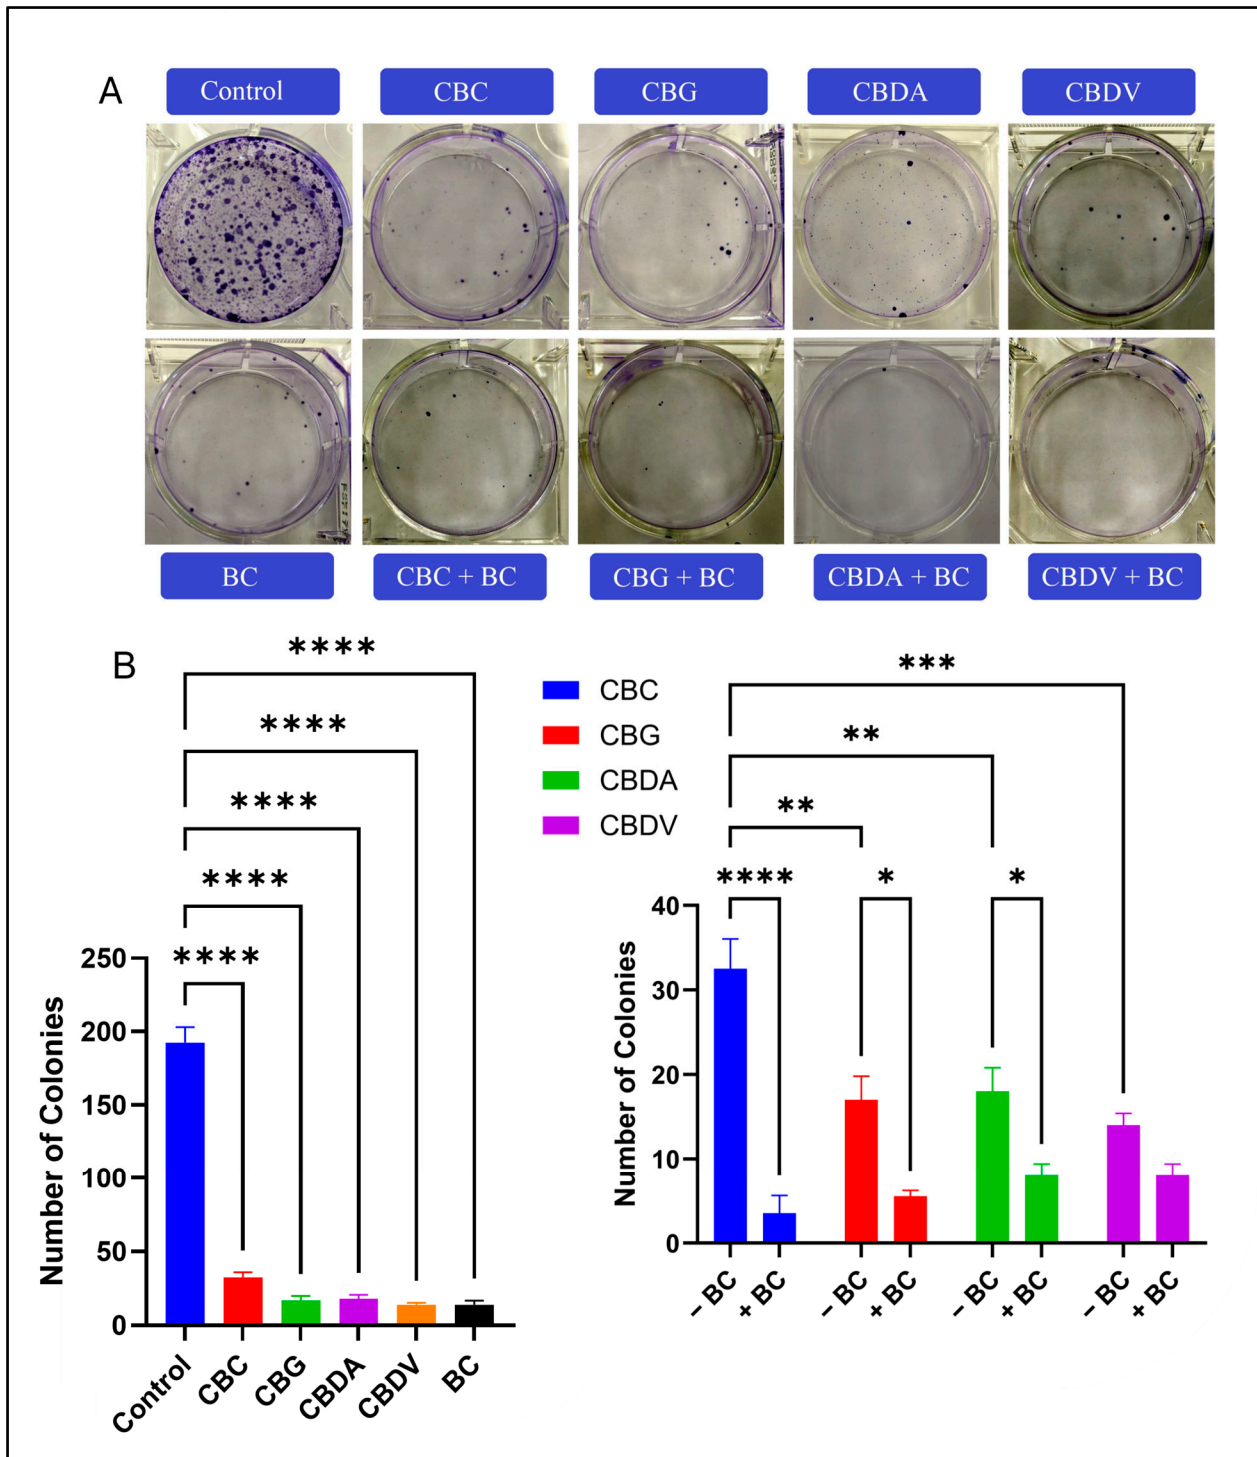 A
Control
CBC
CBG
CBDA
CBDV
BC
CBC + BC
CBG + BC
CBDA + BC
CBDV + BC
B
****
****
****
****
****
250
200
150
100
50
0
Number of Colonies
Control
CBC
CBG
CBDA
CBDV
BC
CBC
CBG
CBDA
CBDV
***
**
**
****
*
*
40
30
20
10
0
Number of Colonies
– BC
+ BC
– BC
+ BC
– BC
+ BC
– BC
+ BC